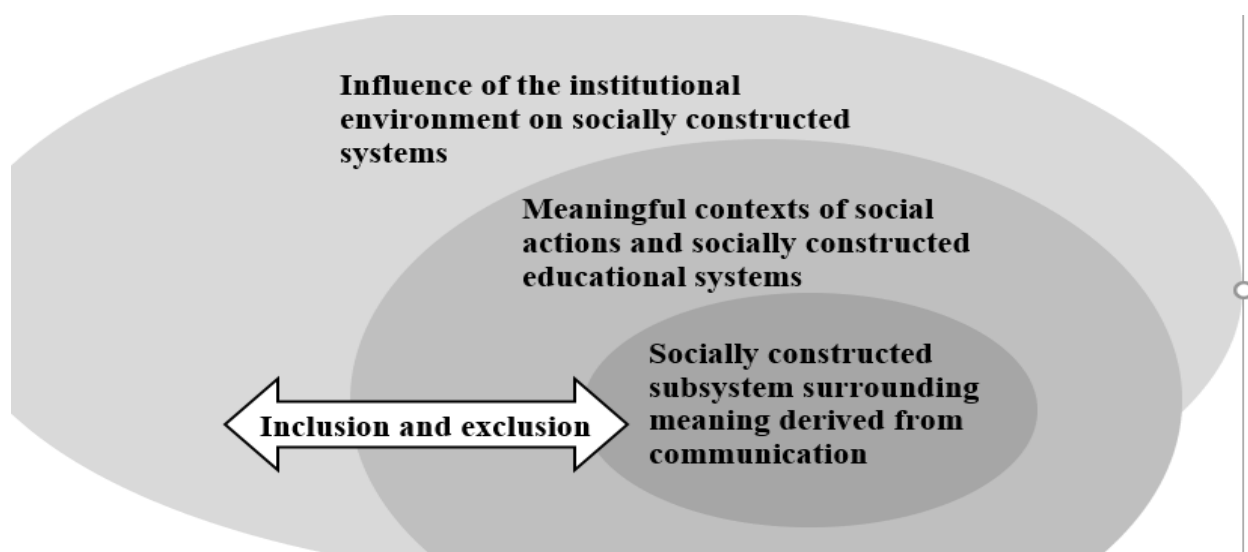 Influence of the institutional
environment on socially constructed
systems
Meaningful contexts of social
actions and socially constructed
educational systems
Socially constructed
subsystem surrounding
meaning derived from
communication
Inclusion and exclusion